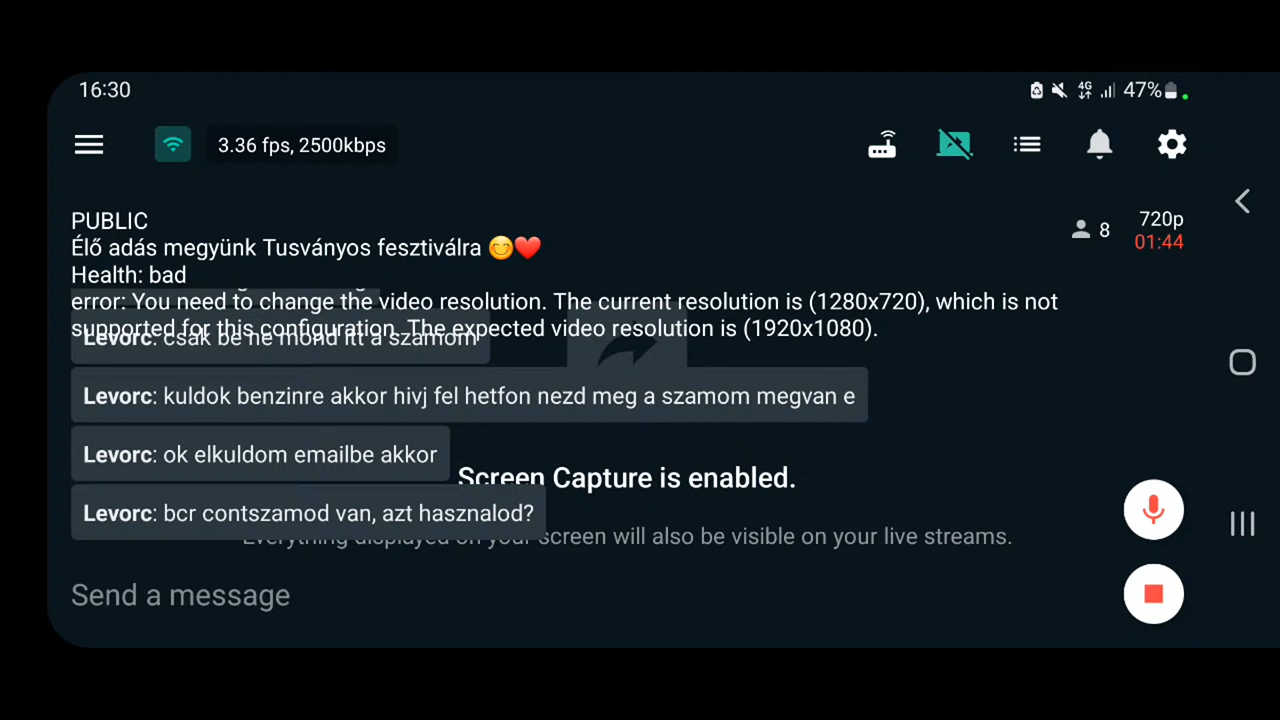 16:30
4G
47%
3.36 fps, 2500kbps
PUBLIC
Élő adás megyünk Tusványos fesztiválra 😊❤️
8
720p
01:44
Health: bad
error: You need to change the video resolution. The current resolution is (1280x720), which is not
supported for this configuration. The expected video resolution is (1920x1080).
Levorc: csak be ne mond itt a szamom
Levorc: kuldok benzinre akkor hivj fel hetfon nezd meg a szamom megvan e
Levorc: ok elkuldom emailbe akkor
Screen Capture is enabled.
Levorc: bcr contszamod van, azt hasznalod?
Everything displayed on your screen will also be visible on your live streams.
Send a message